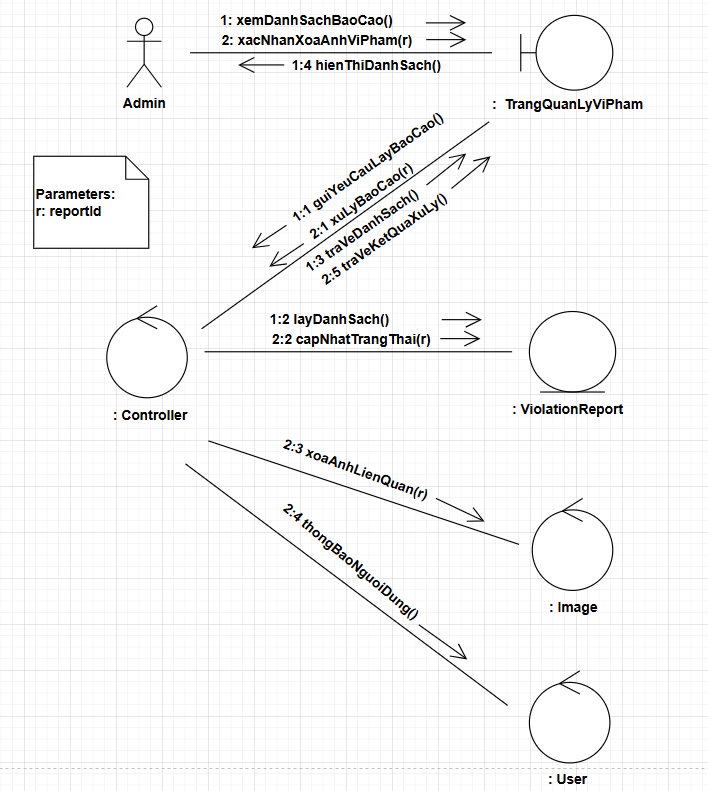 1: xemDanhSachBaoCao()
2: xacNhanXoaAnhViPham(r)
1:4 hienThiDanhSach()
Admin
: TrangQuanLyViPham
Parameters:
r: reportId
1:1 guiYeuCauLayBaoCao()
2:1 xuLyBaoCao(r)
1:3 traVeDanhSach()
2:5 traVeKetQuaXuLy()
1:2 layDanhSach()
2:2 capNhatTrangThai(r)
: Controller
: ViolationReport
2:3 xoaAnhLienQuan(r)
2:4 thongBaoNguoiDung()
: Image
: User